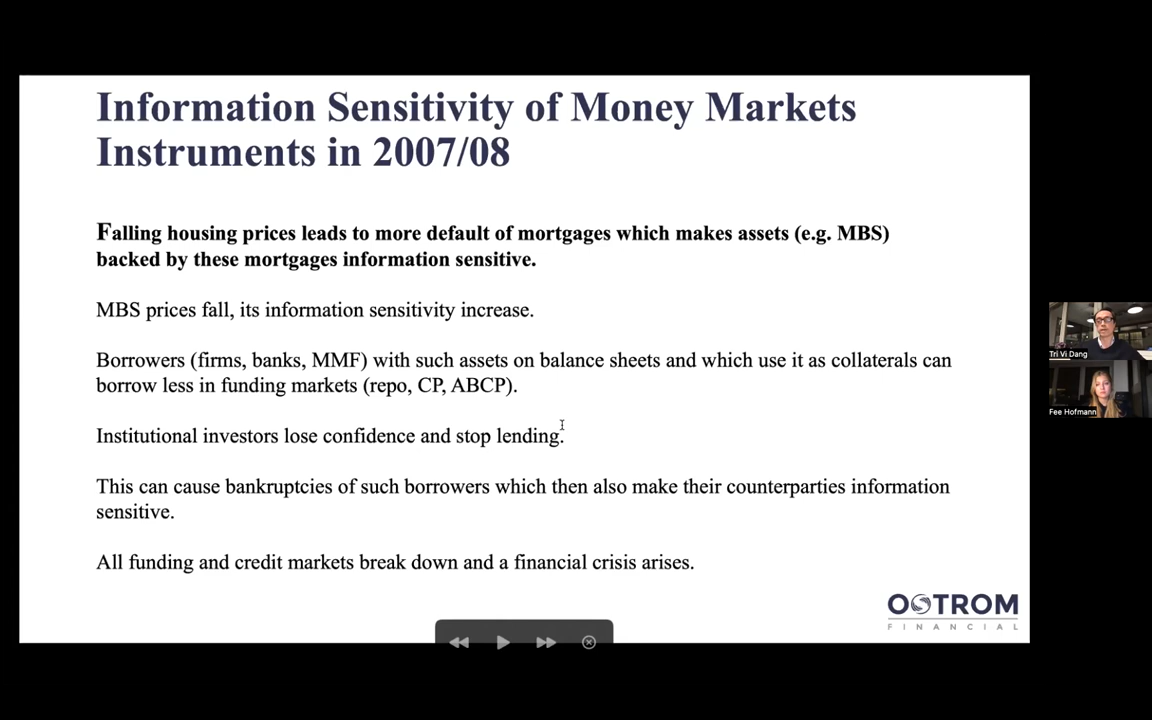 Information Sensitivity of Money Markets
Instruments in 2007/08
Falling housing prices leads to more default of mortgages which makes assets (e.g. MBS)
backed by these mortgages information sensitive.
MBS prices fall, its information sensitivity increase.
Borrowers (firms, banks, MMF) with such assets on balance sheets and which use it as collaterals can
borrow less in funding markets (repo, CP, ABCP).
Institutional investors lose confidence and stop lending.
This can cause bankruptcies of such borrowers which then also make their counterparties information
sensitive.
All funding and credit markets break down and a financial crisis arises.
OSTROM
FINANCIAL
Tri Vi Dang
Fee Hofmann